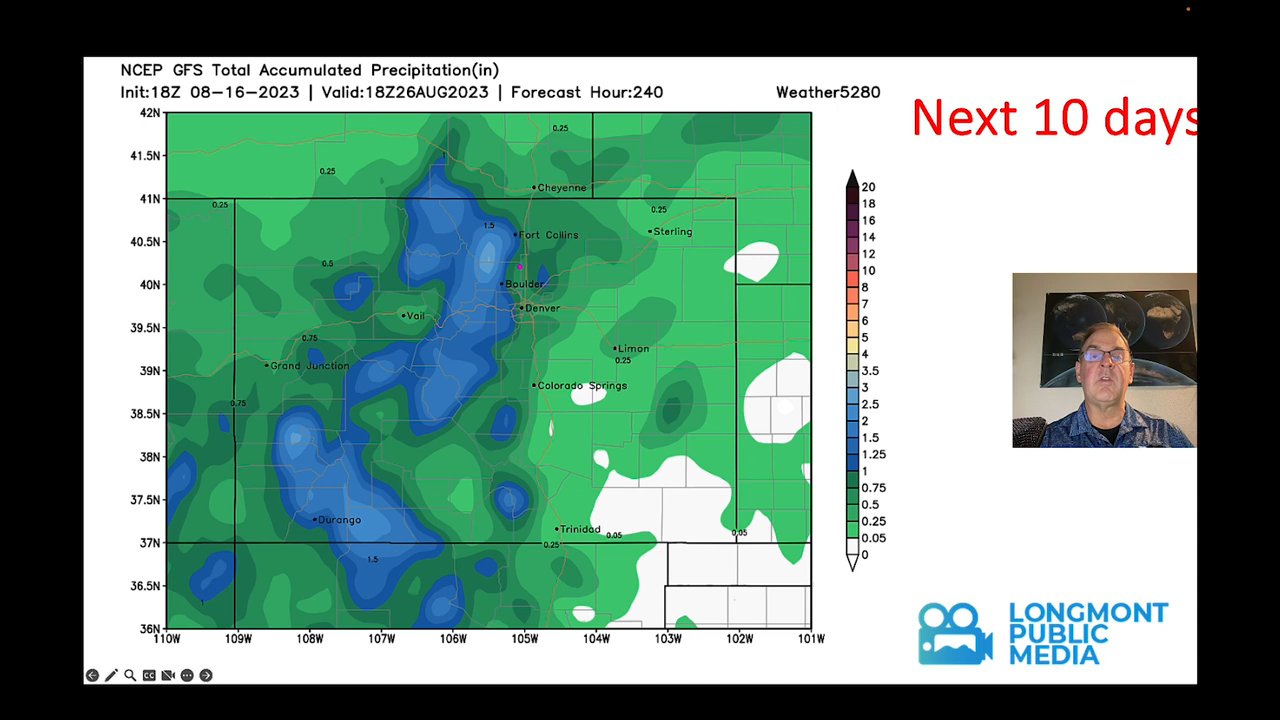 NCEP GFS Total Accumulated Precipitation(in)
Init:18Z 08-16-2023 | Valid:18Z26AUG2023 | Forecast Hour:240
Weather5280
Next 10 days
42N
41.5N
41N
40.5N
40N
39.5N
39N
38.5N
38N
37.5N
37N
36.5N
36N
110W 109W 108W 107W 106W 105W 104W 103W 102W 101W
0.25
0.25
Cheyenne
0.25
0.25
1.5
Fort Collins
Sterling
0.5
Boulder
Denver
Vail
0.75
Limon
0.25
Grand Junction
Colorado Springs
0.75
Durango
Trinidad
0.05
0.05
0.25
1.5
1
20
18
16
14
12
10
8
7
6
5
4
3.5
3
2.5
2
1.5
1.25
1
0.75
0.5
0.25
0.05
0
LONGMONT
PUBLIC
MEDIA
CC